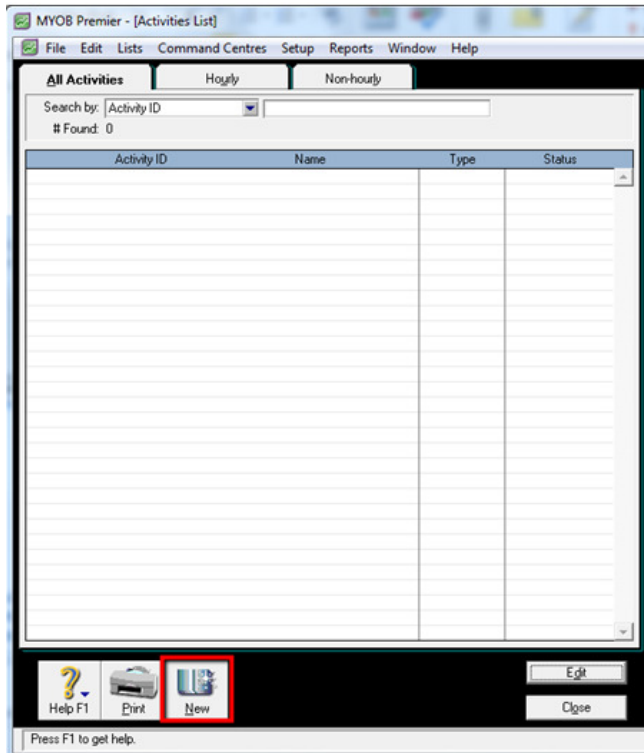 MYOB Premier - [Activities List]
File Edit Lists Command Centres Setup Reports Window Help
All Activities Hourly Non-hourly
Search by: Activity ID
# Found: 0
Activity ID Name Type Status
Edit
Help F1 Print New Close
Press F1 to get help.